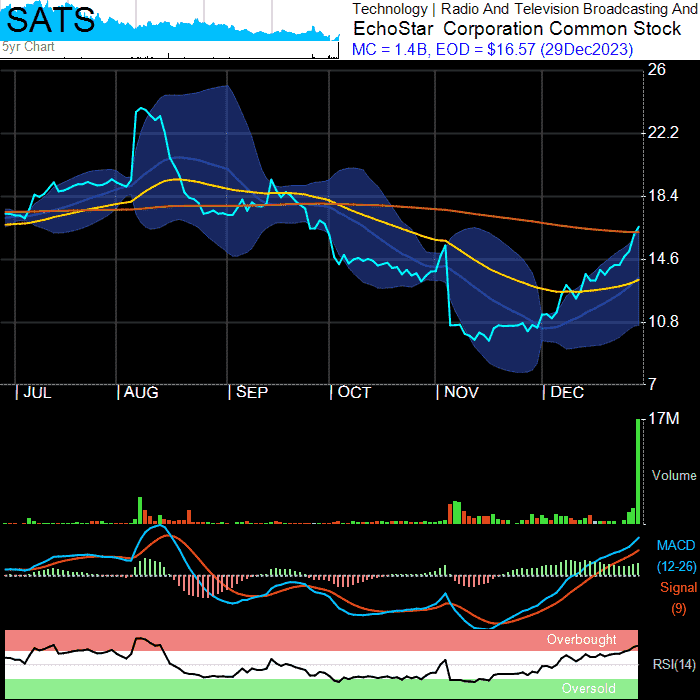 SATS
5yr Chart
Technology | Radio And Television Broadcasting And
EchoStar Corporation Common Stock
MC = 1.4B, EOD = $16.57 (29Dec2023)
26
22.2
18.4
14.6
10.8
7
JUL AUG SEP OCT NOV DEC
17M
Volume
MACD
(12-26)
Signal
(9)
Overbought
RSI(14)
Oversold